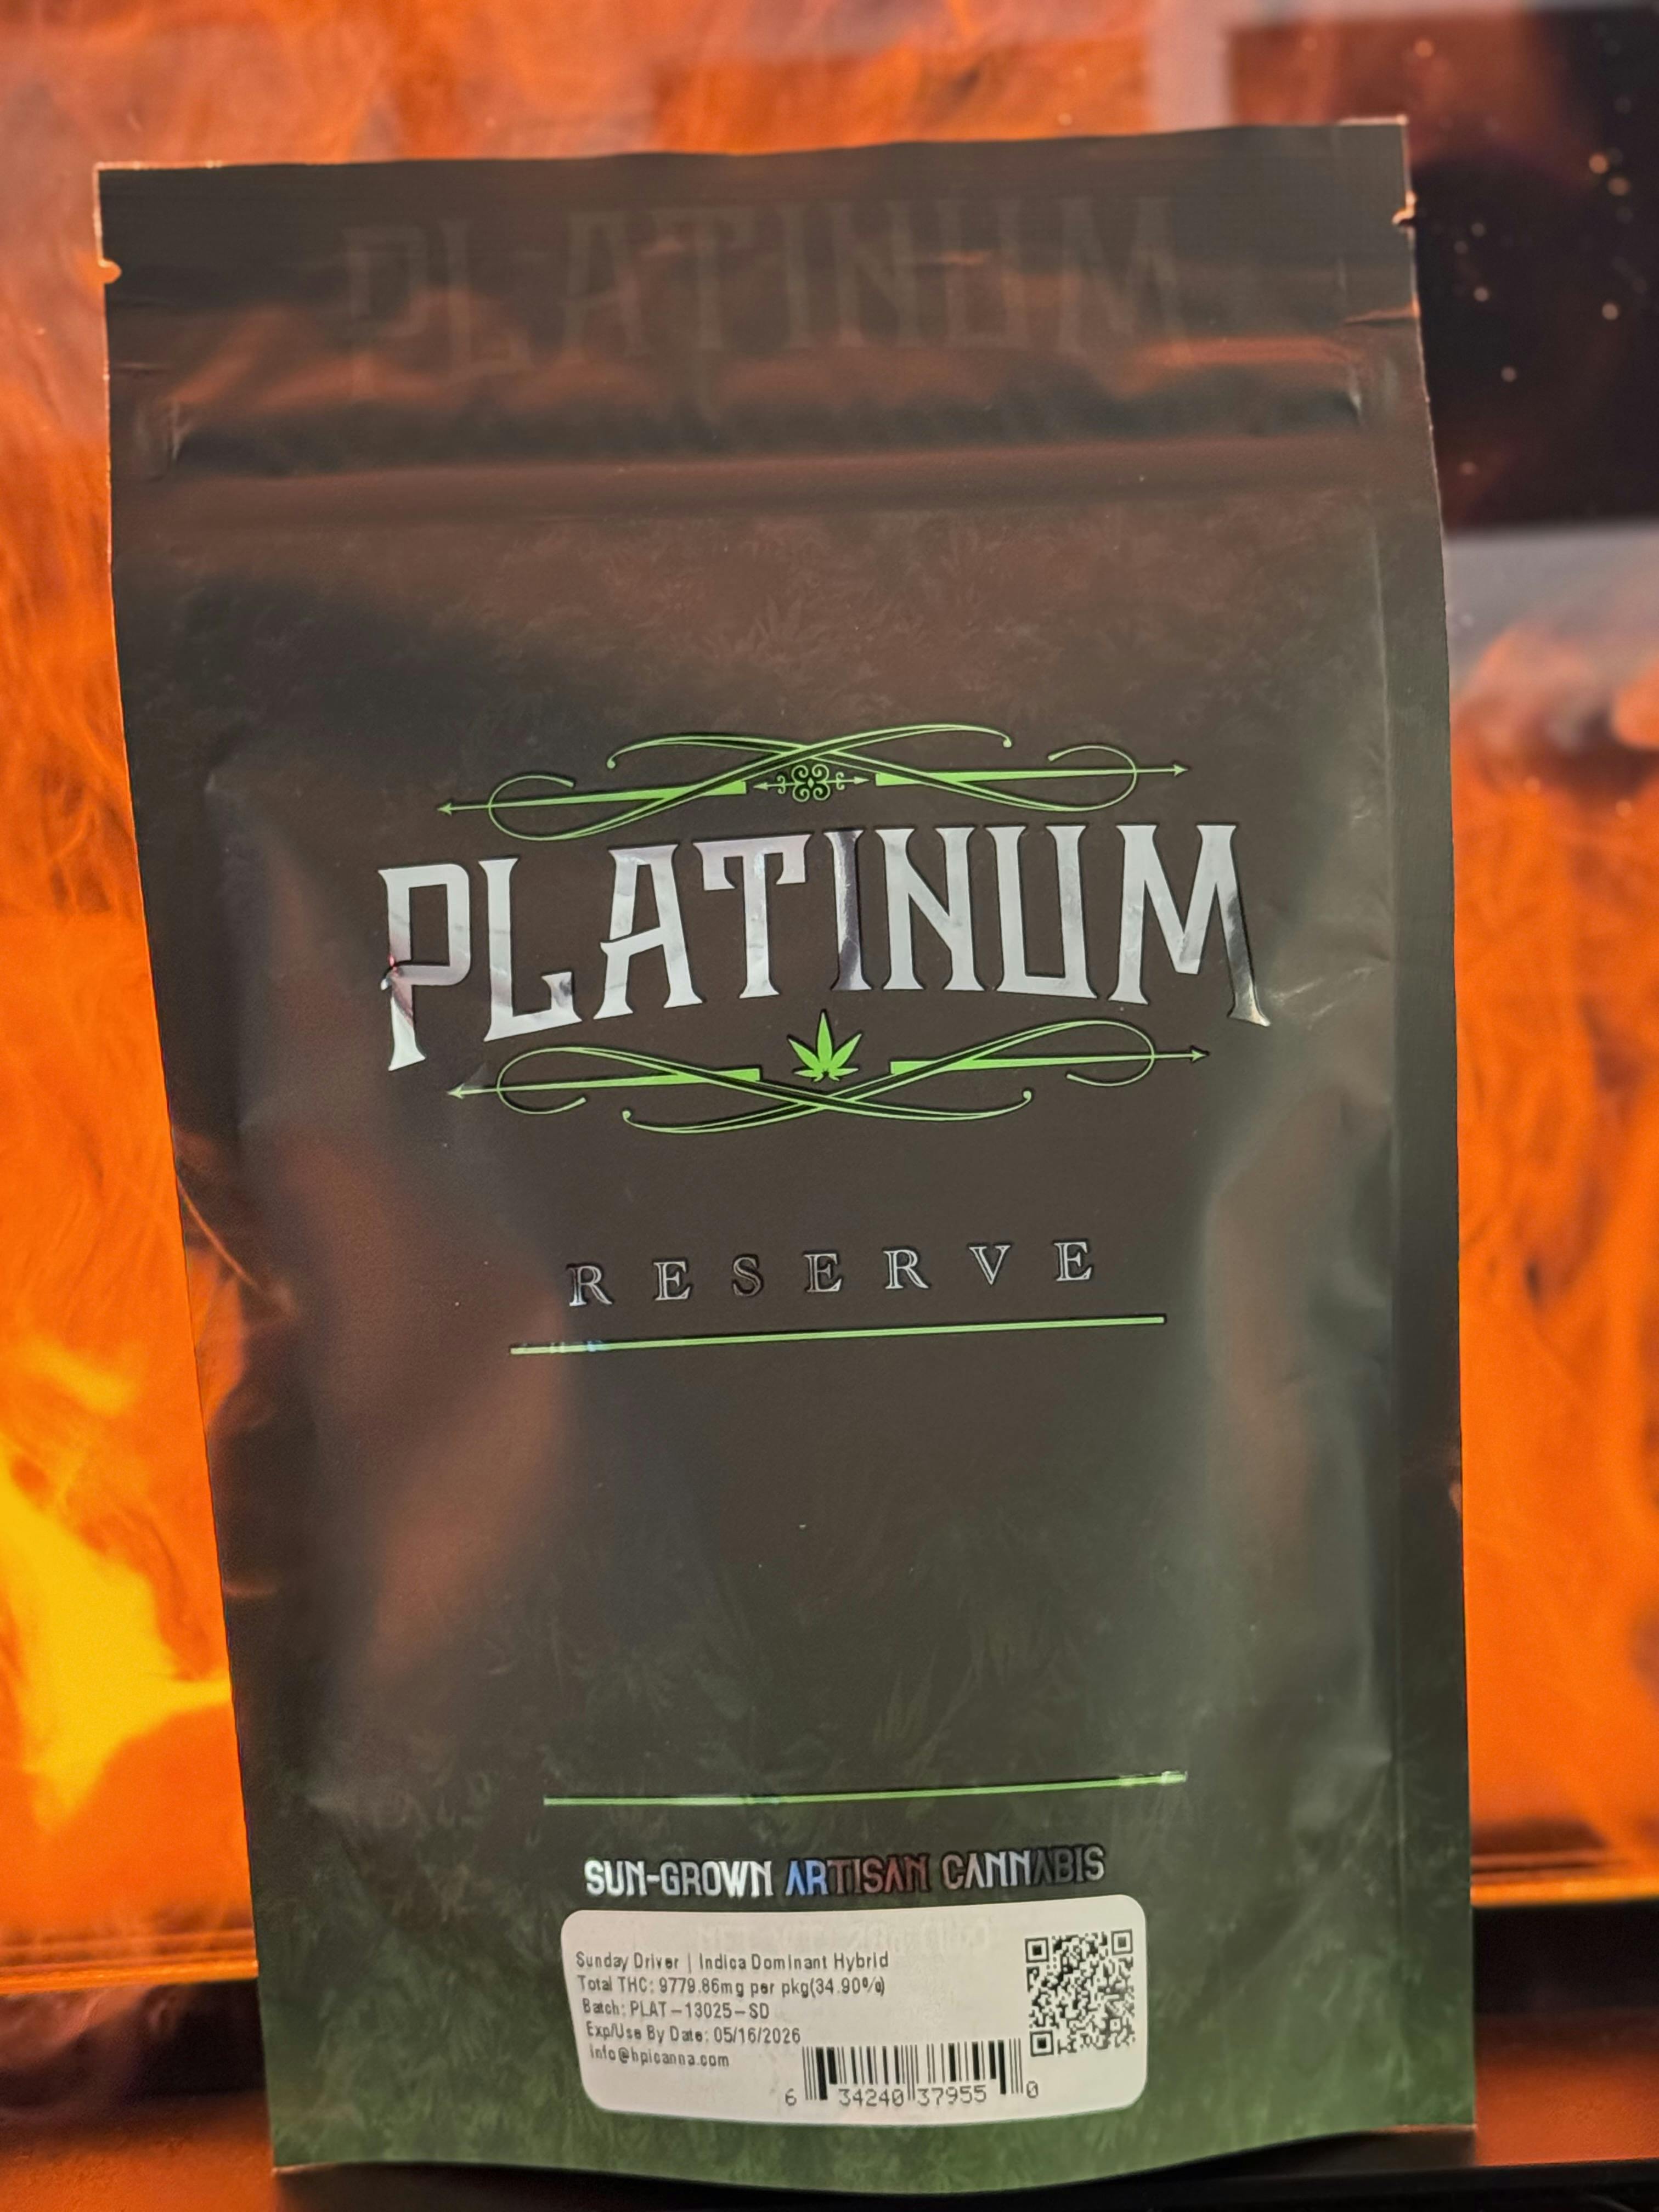 PLATINUM
PLATINUM
RESERVE
SUN-GROWN ARTISAN CANNABIS
Sunday Driver | Indica Dominant Hybrid
Total THC: 9779.86mg per pkg(34.90%)
Batch: PLAT-13025-SD
Exp/Use By Date: 05/16/2026
info@hpicanna.com
6 34240 37955 0